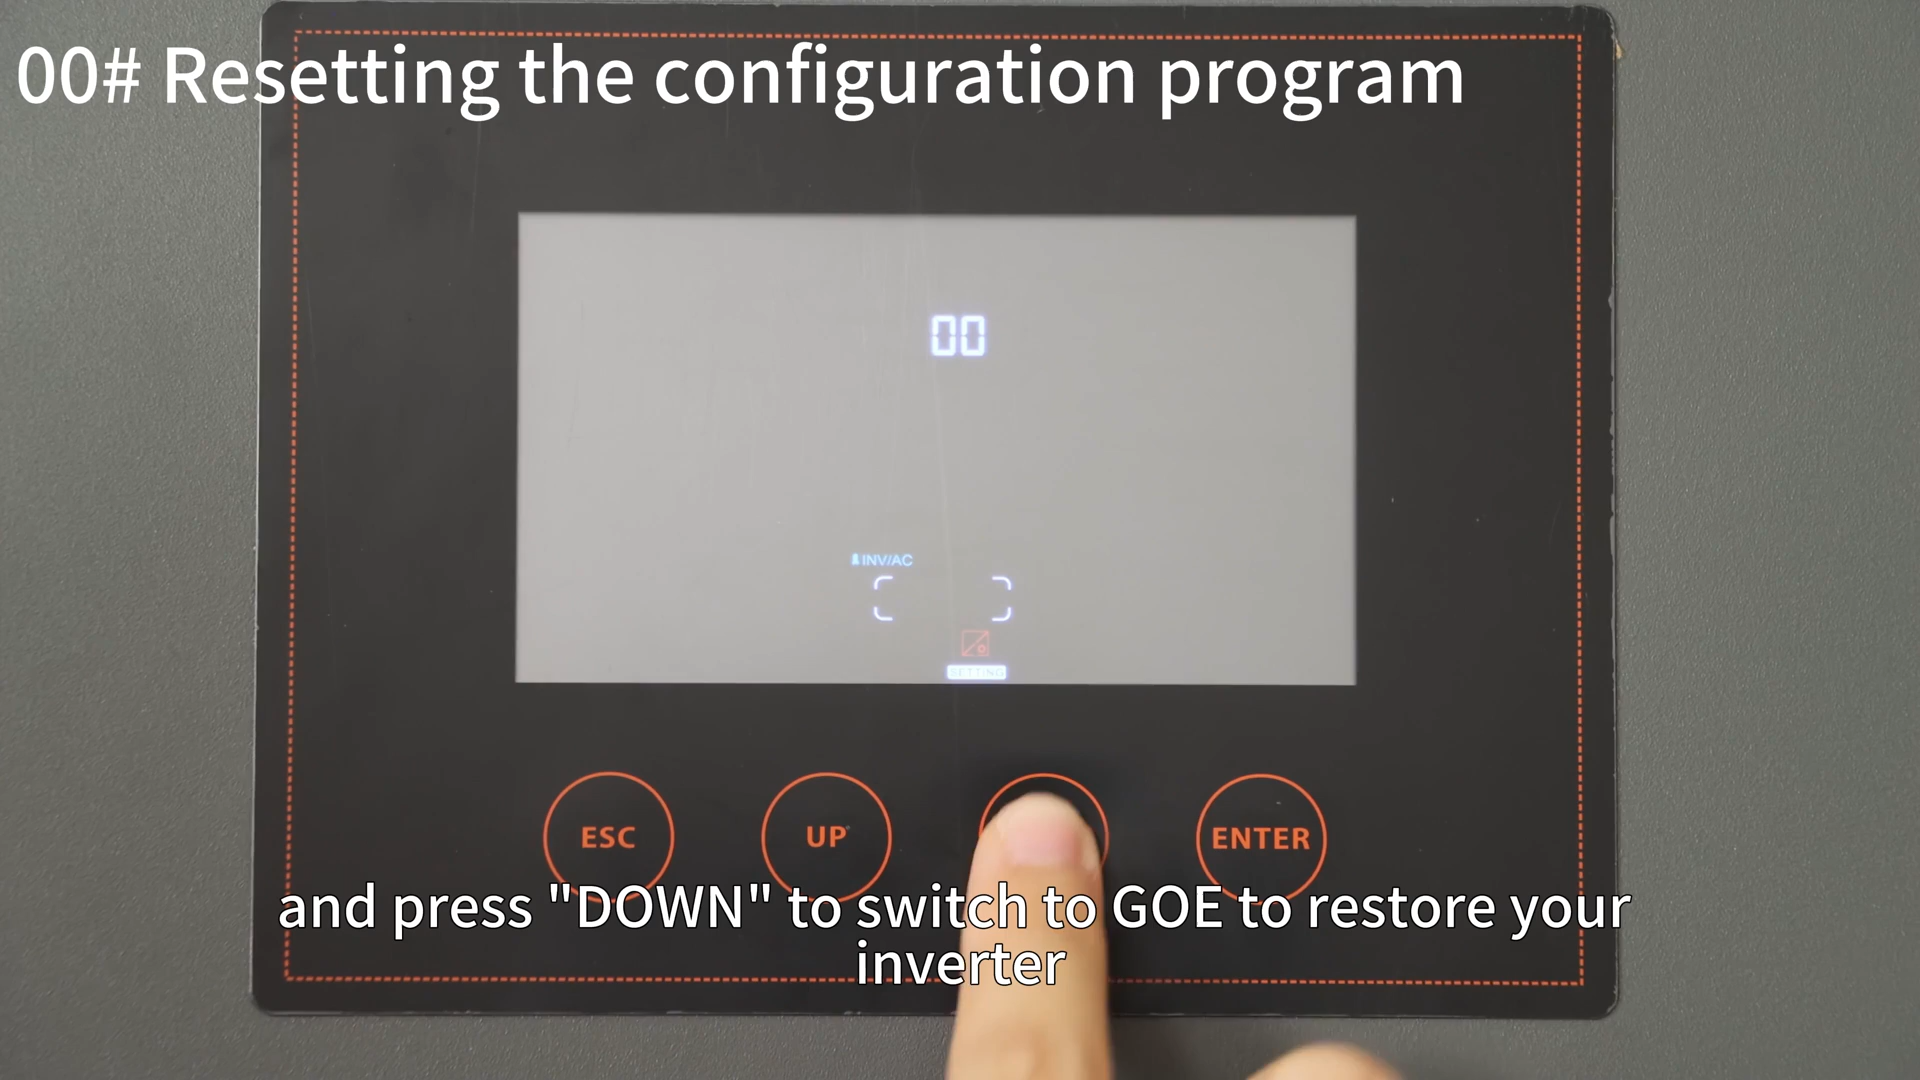 00# Resetting the configuration program
00
INV/AC
SETTING
ESC
UP
ENTER
and press "DOWN" to switch to GOE to restore your
inverter